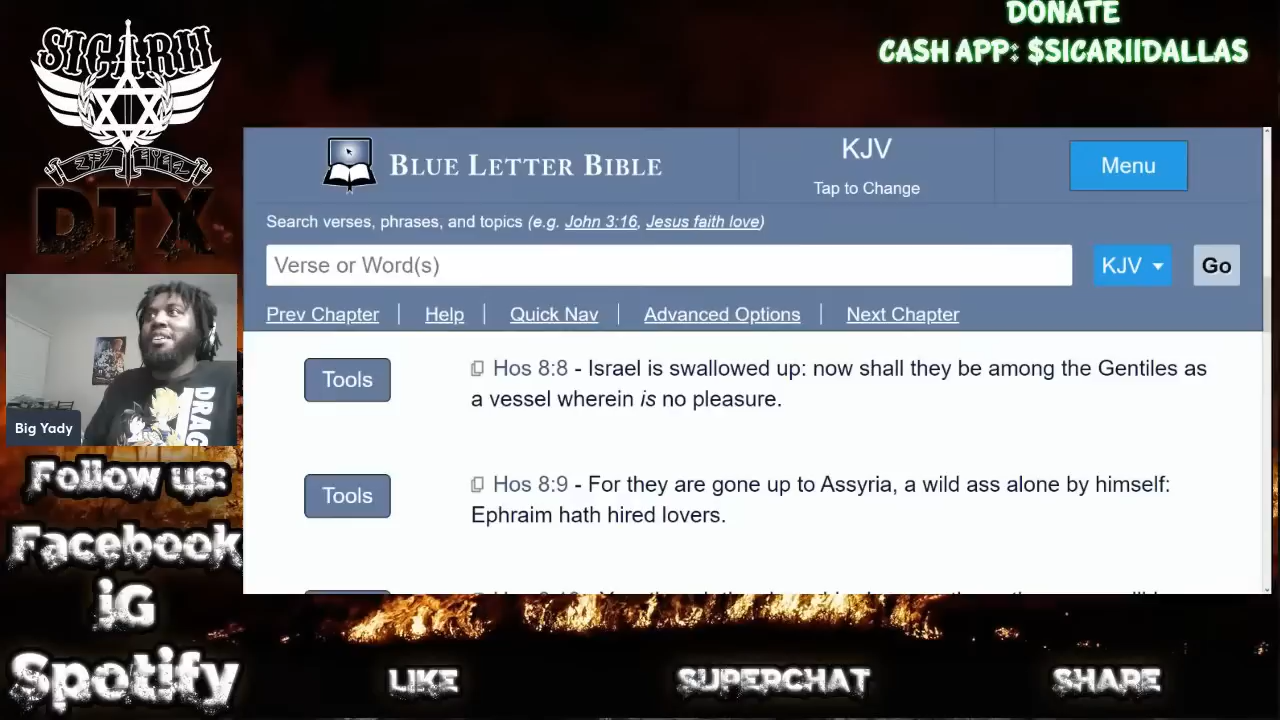 SICARII
DTX
Big Yady
Follow us:
Facebook
iG
Spotify
DONATE
CASH APP: $SICARIIDALLAS
BLUE LETTER BIBLE
KJV
Tap to Change
Menu
Search verses, phrases, and topics (e.g. John 3:16, Jesus faith love)
Verse or Word(s)
KJV
Go
Prev Chapter
Help
Quick Nav
Advanced Options
Next Chapter
Tools
Hos 8:8 - Israel is swallowed up: now shall they be among the Gentiles as
a vessel wherein is no pleasure.
Tools
Hos 8:9 - For they are gone up to Assyria, a wild ass alone by himself:
Ephraim hath hired lovers.
LIKE
SUPERCHAT
SHARE
DRAG